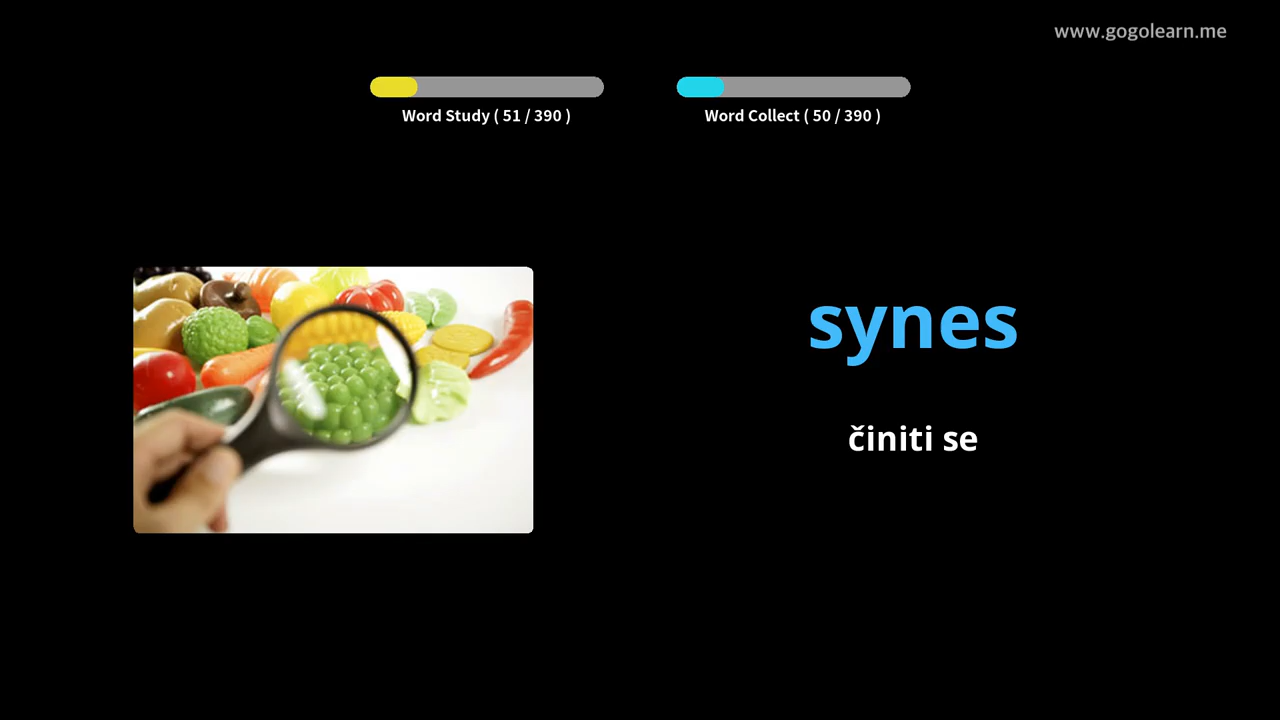 www.gogolearn.me
Word Study ( 51 / 390 )
Word Collect ( 50 / 390 )
synes
činiti se